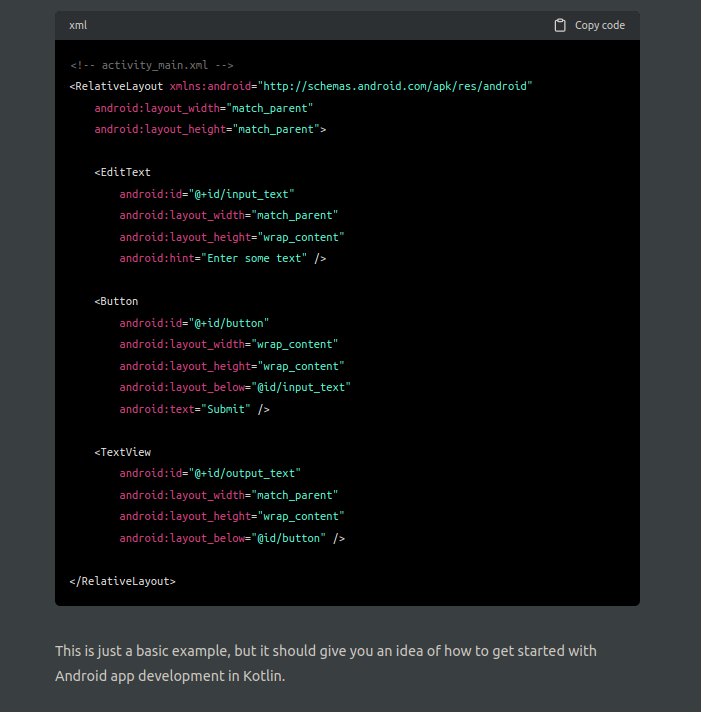 xml
Copy code
<!-- activity_main.xml -->
<RelativeLayout xmlns:android="http://schemas.android.com/apk/res/android"
    android:layout_width="match_parent"
    android:layout_height="match_parent">

    <EditText
        android:id="@+id/input_text"
        android:layout_width="match_parent"
        android:layout_height="wrap_content"
        android:hint="Enter some text" />

    <Button
        android:id="@+id/button"
        android:layout_width="wrap_content"
        android:layout_height="wrap_content"
        android:layout_below="@id/input_text"
        android:text="Submit" />

    <TextView
        android:id="@+id/output_text"
        android:layout_width="match_parent"
        android:layout_height="wrap_content"
        android:layout_below="@id/button" />

</RelativeLayout>
This is just a basic example, but it should give you an idea of how to get started with
Android app development in Kotlin.